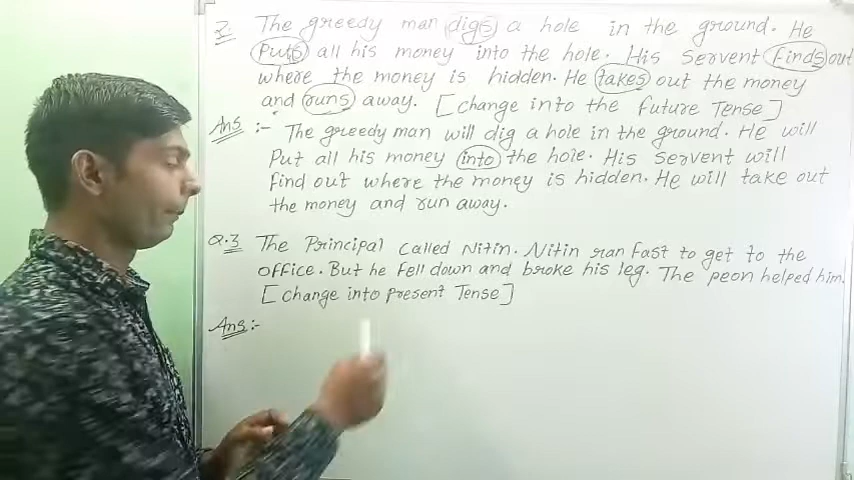 2. The greedy man digs a hole in the ground. He
Puts all his money into the hole. His Servent finds out
where the money is hidden. He takes out the money
and runs away. [change into the future Tense]
Ans :- The greedy man will dig a hole in the ground. He will
Put all his money into the hole. His Servent will
find out where the money is hidden. He will take out
the money and run away.
Q.3 The Principal called Nitin. Nitin ran fast to get to the
office. But he fell down and broke his leg. The peon helped him.
[change into present Tense]
Ans :-